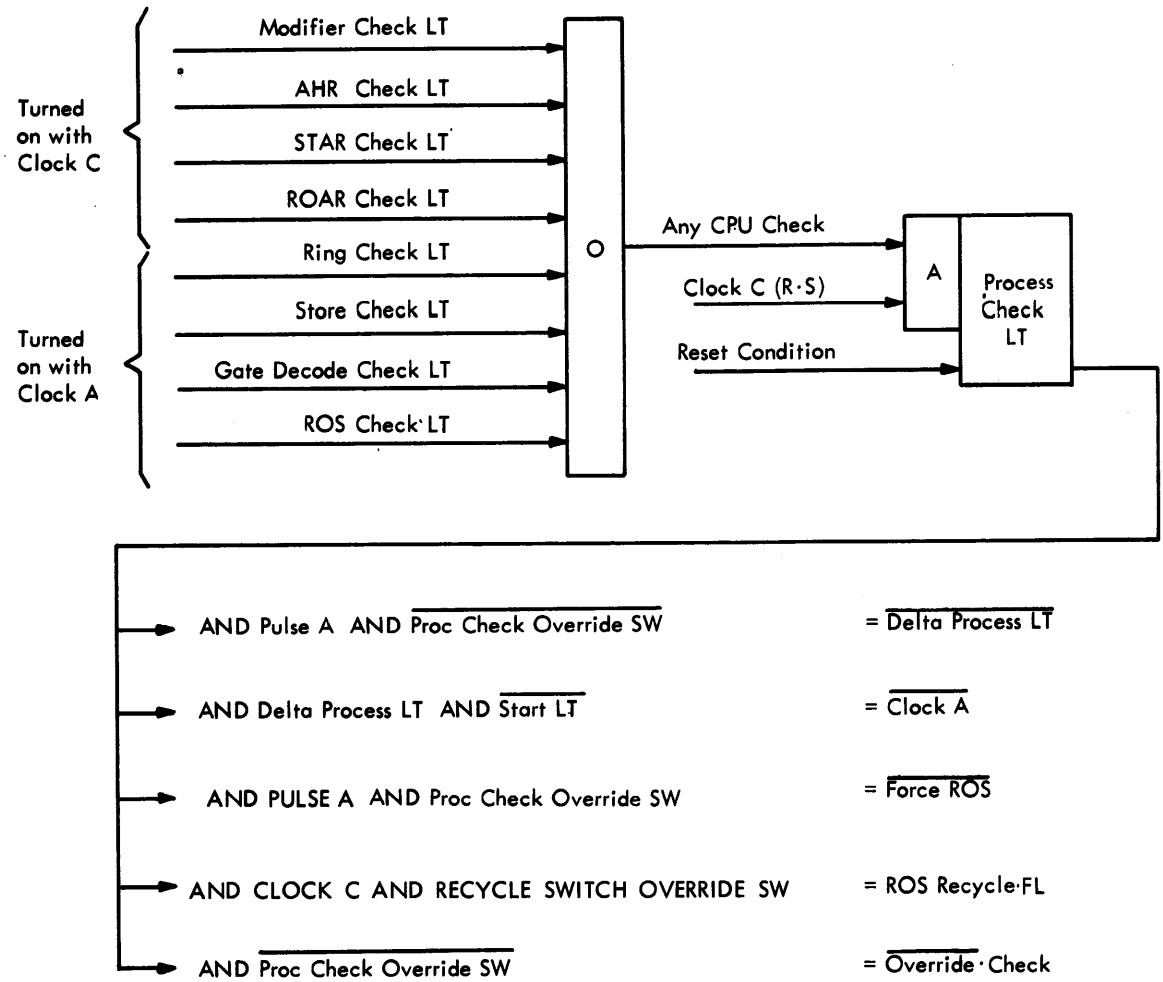 Modifier Check LT
AHR Check LT
Turned
on with
Clock C
STAR Check LT
ROAR Check LT
Ring Check LT
Store Check LT
Turned
on with
Clock A
Gate Decode Check LT
ROS Check LT
O
Any CPU Check
Clock C (R·S)
Reset Condition
A
Process
Check
LT
AND Pulse A AND Proc Check Override SW = Delta Process LT
AND Delta Process LT AND Start LT = Clock A
AND PULSE A AND Proc Check Override SW = Force ROS
AND CLOCK C AND RECYCLE SWITCH OVERRIDE SW = ROS Recycle·FL
AND Proc Check Override SW = Override · Check